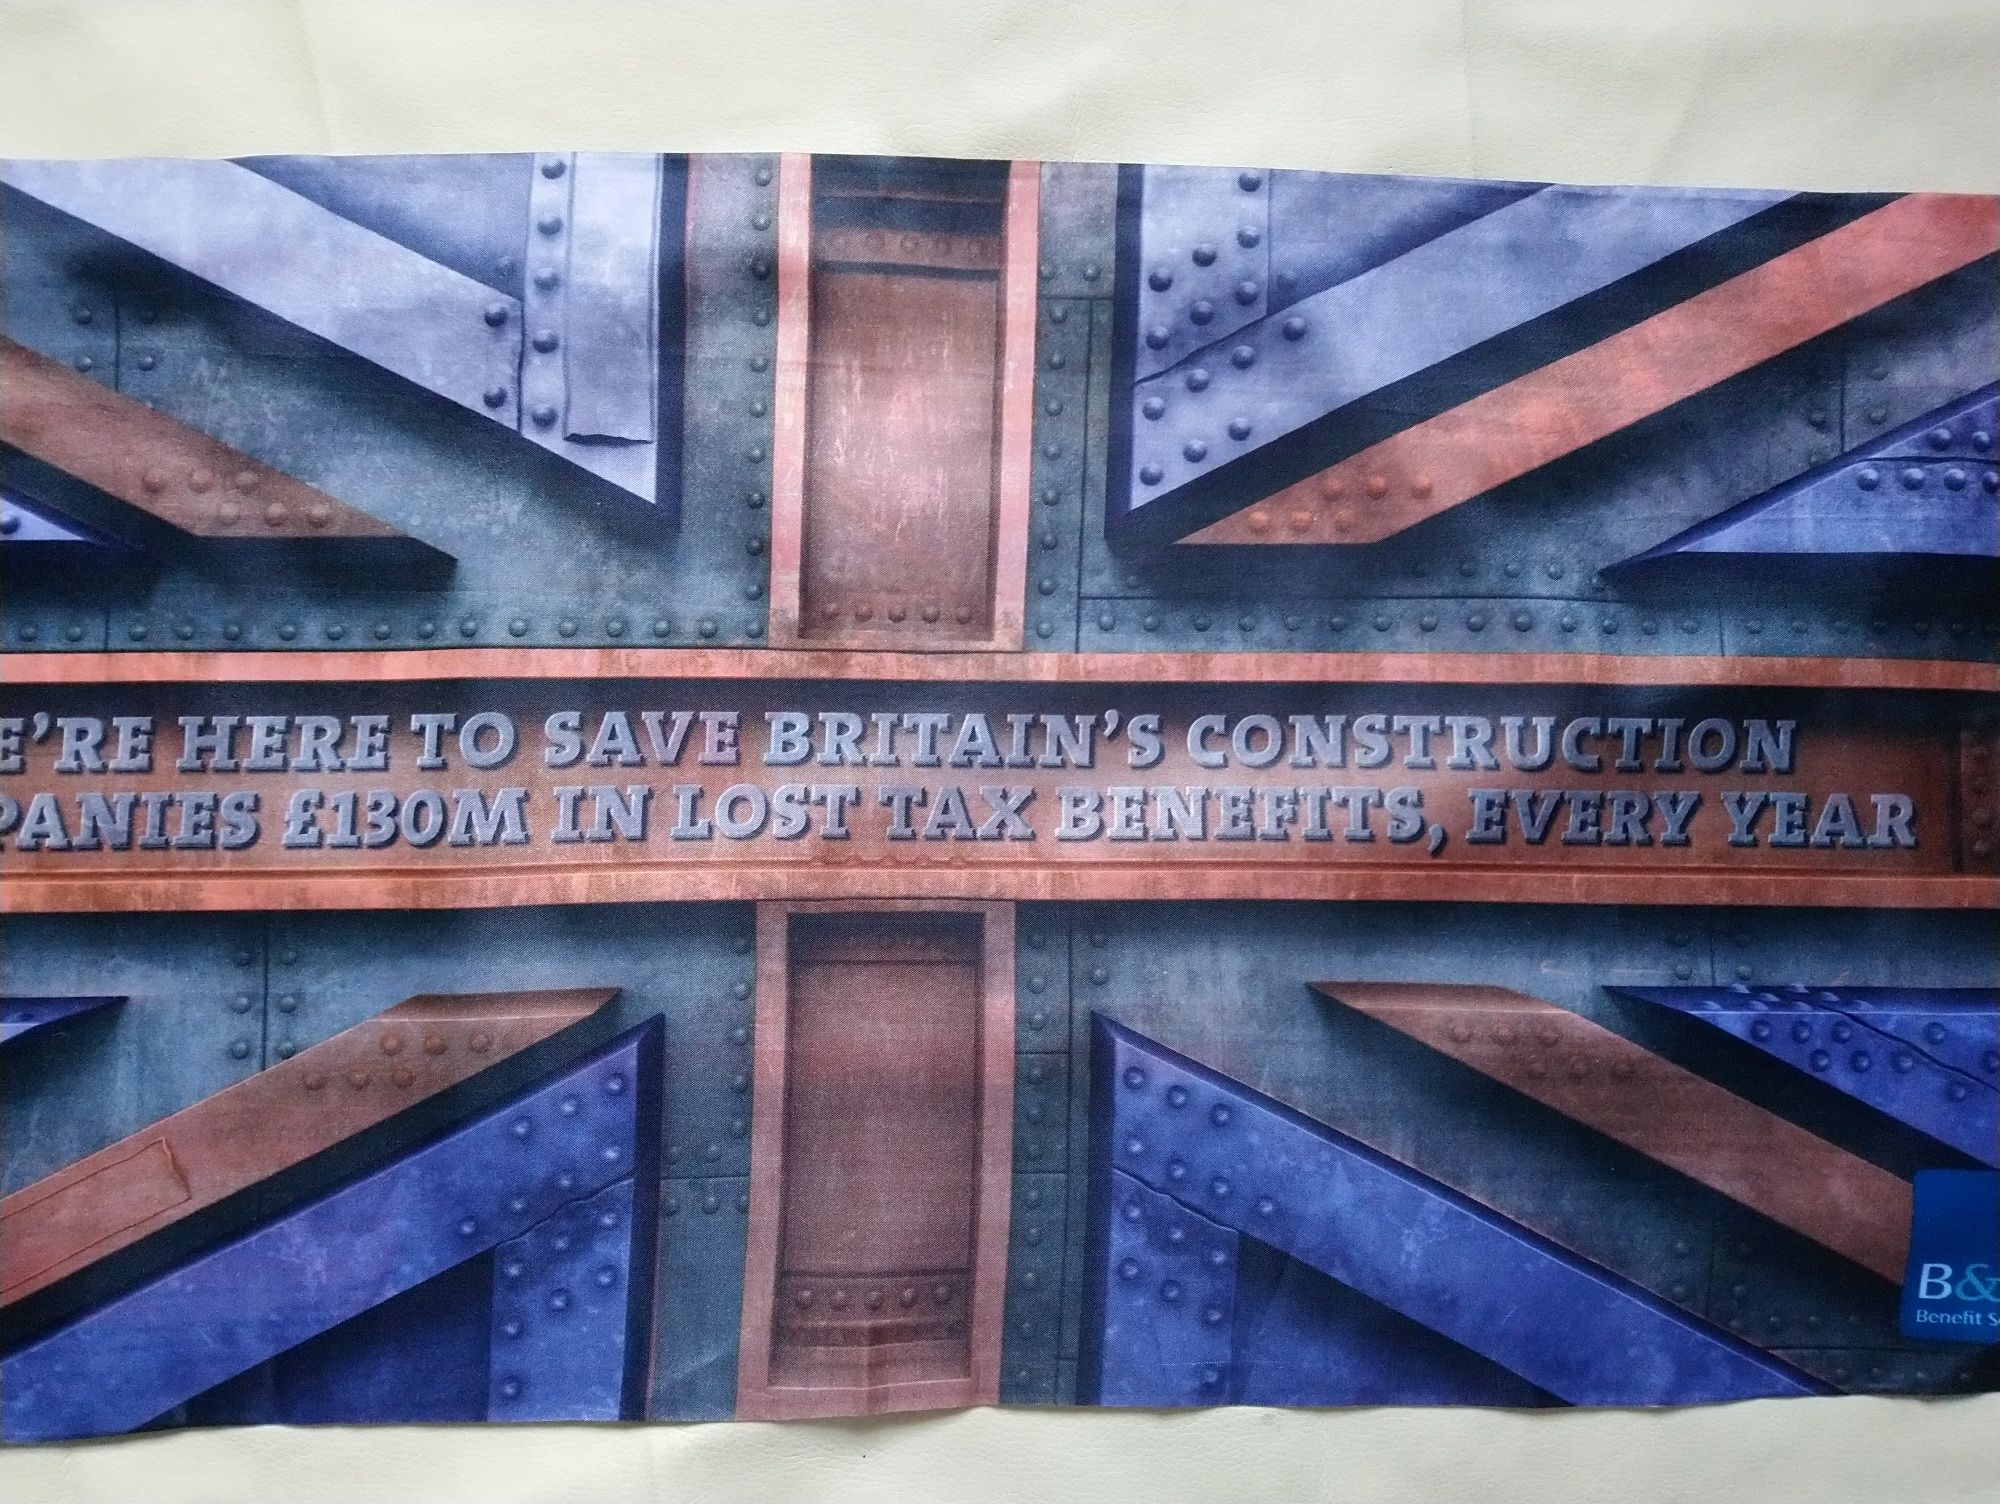 E'RE HERE TO SAVE BRITAIN'S CONSTRUCTION
PANIES £130M IN LOST TAX BENEFITS, EVERY YEAR
B&
Benefit S